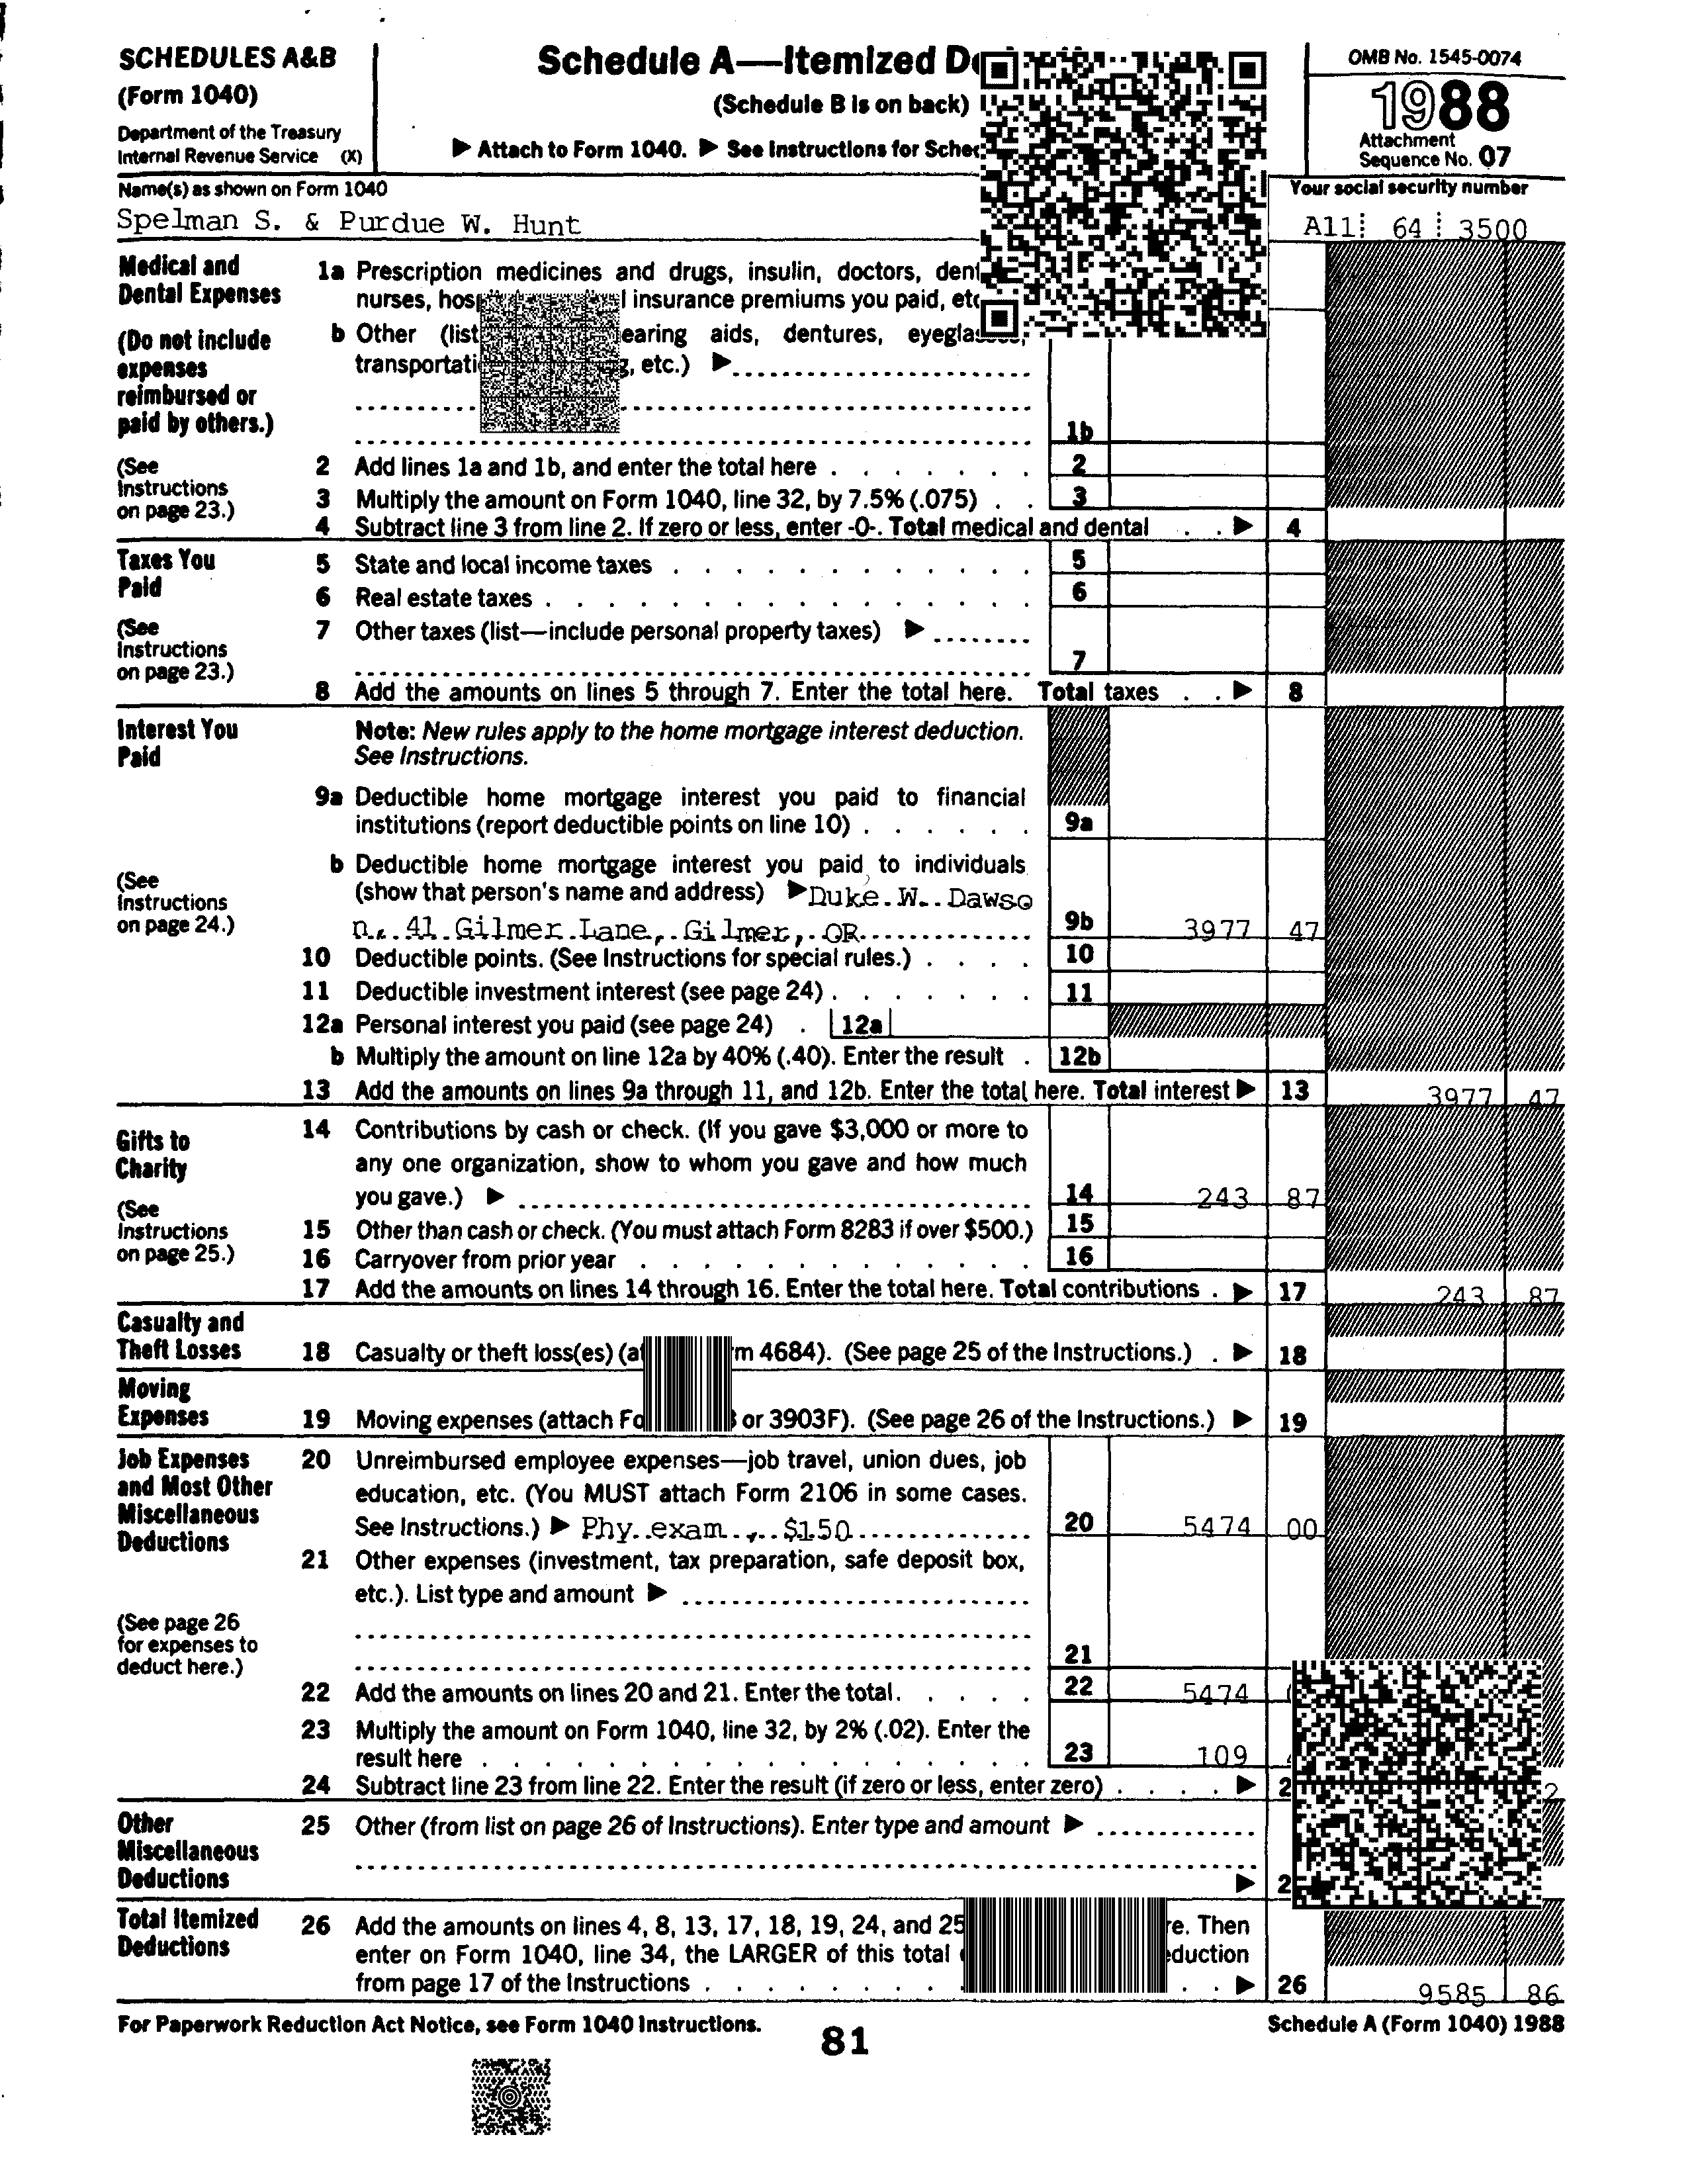 SCHEDULES A&B
(Form 1040)
Department of the Treasury
Internal Revenue Service (X)
Schedule A—Itemized
(Schedule B is on back)
▶ Attach to Form 1040. ▶ See Instructions for
OMB No. 1545-0074
1988
Attachment
Sequence No. 07
Name(s) as shown on Form 1040
Spelman S. & Purdue W. Hunt
Your social security number
A11 64 3500
Medical and
Dental Expenses
(Do not include
expenses
reimbursed or
paid by others.)
(See
Instructions
on page 23.)
1a Prescription medicines and drugs, insulin, doctors,
nurses, insurance premiums you paid,
b Other (list earing aids, dentures,
etc.) ▶
1b
2 Add lines 1a and 1b, and enter the total here 2
3 Multiply the amount on Form 1040, line 32, by 7.5% (.075) 3
4 Subtract line 3 from line 2. If zero or less, enter -0-. Total medical and dental ▶ 4
Taxes You
Paid
(See
Instructions
on page 23.)
5 State and local income taxes 5
6 Real estate taxes 6
7 Other taxes (list—include personal property taxes) ▶
7
8 Add the amounts on lines 5 through 7. Enter the total here. Total taxes ▶ 8
Interest You
Paid
(See
Instructions
on page 24.)
Note: New rules apply to the home mortgage interest deduction.
See Instructions.
9a Deductible home mortgage interest you paid to financial
institutions (report deductible points on line 10) 9a
b Deductible home mortgage interest you paid to individuals
(show that person's name and address) ▶ Duke W. Dawso
n, 41 Gilmer Lane, Gilmer, OR 9b 3977 47
10 Deductible points. (See Instructions for special rules.) 10
11 Deductible investment interest (see page 24) 11
12a Personal interest you paid (see page 24) 12a
b Multiply the amount on line 12a by 40% (.40). Enter the result 12b
13 Add the amounts on lines 9a through 11, and 12b. Enter the total here. Total interest ▶ 13 3977 47
Gifts to
Charity
(See
Instructions
on page 25.)
14 Contributions by cash or check. (If you gave $3,000 or more to
any one organization, show to whom you gave and how much
you gave.) ▶ 14 243 87
15 Other than cash or check. (You must attach Form 8283 if over $500.) 15
16 Carryover from prior year 16
17 Add the amounts on lines 14 through 16. Enter the total here. Total contributions ▶ 17 243 87
Casualty and
Theft Losses
18 Casualty or theft loss(es) 4684). (See page 25 of the Instructions.) ▶ 18
Moving
Expenses
19 Moving expenses (attach or 3903F). (See page 26 of the Instructions.) ▶ 19
Job Expenses
and Most Other
Miscellaneous
Deductions
(See page 26
for expenses to
deduct here.)
20 Unreimbursed employee expenses—job travel, union dues, job
education, etc. (You MUST attach Form 2106 in some cases.
See Instructions.) ▶ Phy. exam , $150 20 5474 00
21 Other expenses (investment, tax preparation, safe deposit box,
etc.). List type and amount ▶
21
22 Add the amounts on lines 20 and 21. Enter the total. 22 5474
23 Multiply the amount on Form 1040, line 32, by 2% (.02). Enter the
result here 23 109
24 Subtract line 23 from line 22. Enter the result (if zero or less, enter zero) ▶
Other
Miscellaneous
Deductions
25 Other (from list on page 26 of Instructions). Enter type and amount ▶
▶
Total Itemized
Deductions
26 Add the amounts on lines 4, 8, 13, 17, 18, 19, 24, and 25 Then
enter on Form 1040, line 34, the LARGER of this total
from page 17 of the Instructions ▶ 26 9585 86
For Paperwork Reduction Act Notice, see Form 1040 Instructions.
81
Schedule A (Form 1040) 1988